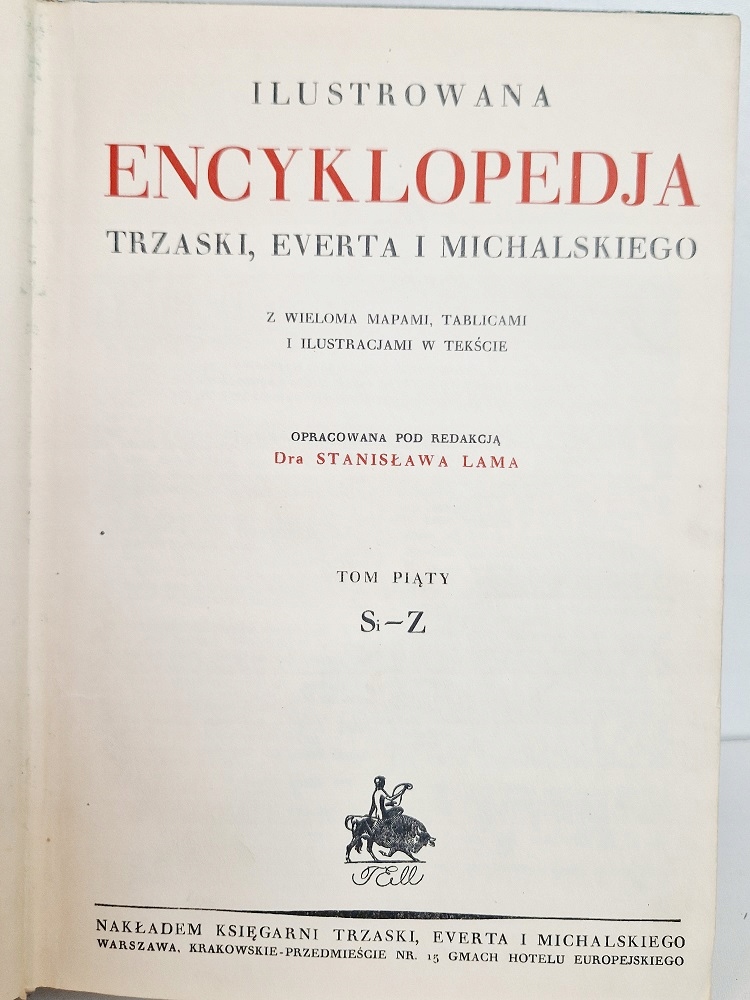 ILUSTROWANA
ENCYKLOPEDJA
TRZASKI, EVERTA I MICHALSKIEGO
Z WIELOMA MAPAMI, TABLICAMI
I ILUSTRACJAMI W TEKŚCIE
OPRACOWANA POD REDAKCJĄ
Dra STANISŁAWA LAMA
TOM PIĄTY
Si–Z
TEM
NAKŁADEM KSIĘGARNI TRZASKI, EVERTA I MICHALSKIEGO
WARSZAWA, KRAKOWSKIE-PRZEDMIEŚCIE NR. 15 GMACH HOTELU EUROPEJSKIEGO